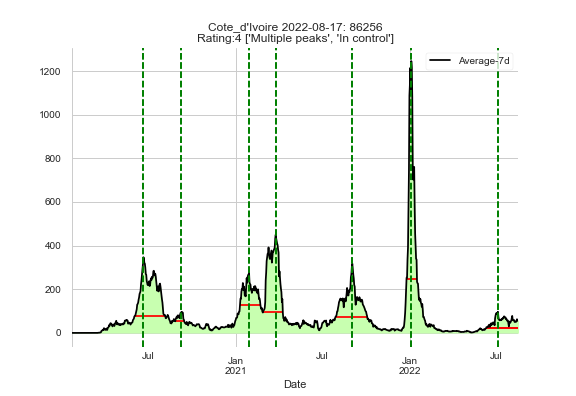 Cote_d'Ivoire 2022-08-17: 86256
Rating:4 ['Multiple peaks', 'In control']
Average-7d
1200
1000
800
600
400
200
0
Jul
Jan
2021
Jul
Jan
2022
Jul
Date